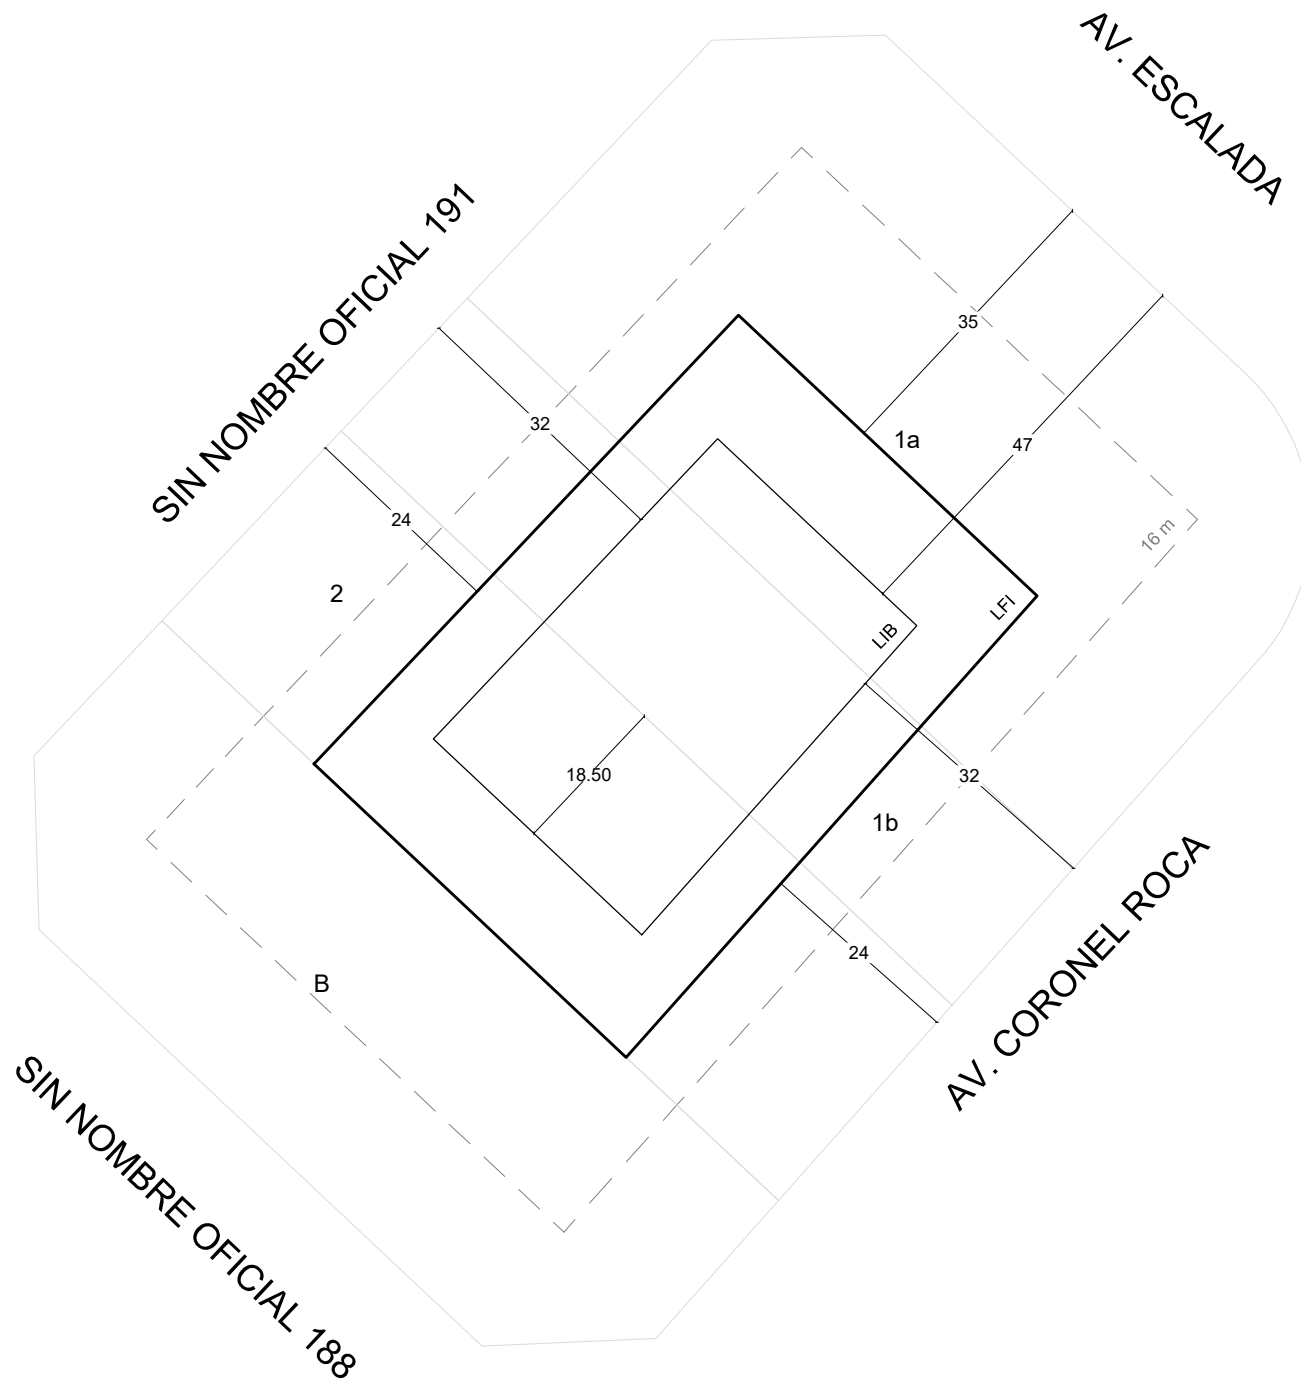 AV. ESCALADA
SIN NOMBRE OFICIAL 191
35
32
1a
47
24
16 m
2
LFI
LIB
18.50
32
1b
24
B
AV. CORONEL ROCA
SIN NOMBRE OFICIAL 188